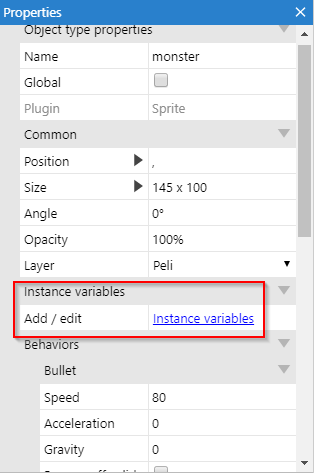 Properties
Object type properties
Name monster
Global
Plugin Sprite
Common
Position ,
Size 145 x 100
Angle 0°
Opacity 100%
Layer Peli
Instance variables
Add / edit Instance variables
Behaviors
Bullet
Speed 80
Acceleration 0
Gravity 0